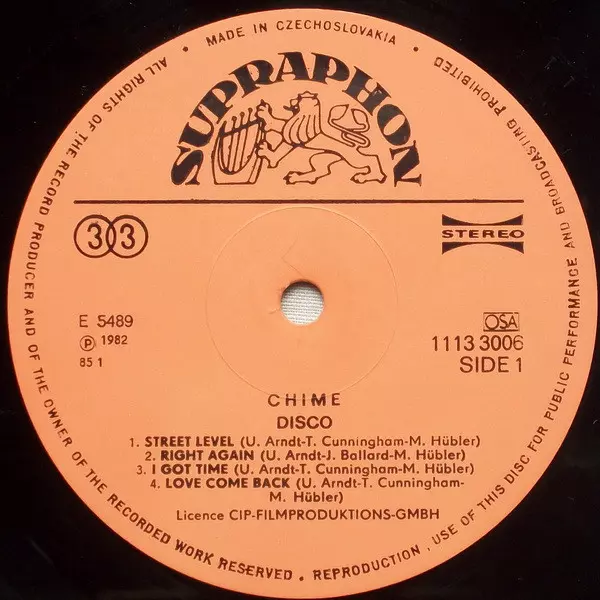 MADE IN CZECHOSLOVAKIA •
ALL RIGHTS OF THE RECORD PRODUCER AND OF THE OWNER OF THE RECORDED WORK RESERVED • REPRODUCTION, USE OF THIS DISC FOR PUBLIC PERFORMANCE AND BROADCASTING PROHIBITED •
SUPRAPHON
33
STEREO
E 5489
OSA
Ⓟ 1982
1113 3006
85 1
SIDE 1
CHIME
DISCO
1. STREET LEVEL (U. Arndt-T. Cunningham-M. Hübler)
2. RIGHT AGAIN (U. Arndt-J. Ballard-M. Hübler)
3. I GOT TIME (U. Arndt-T. Cunningham-M. Hübler)
4. LOVE COME BACK (U. Arndt-T. Cunningham-
M. Hübler)
Licence CIP-FILMPRODUKTIONS-GMBH